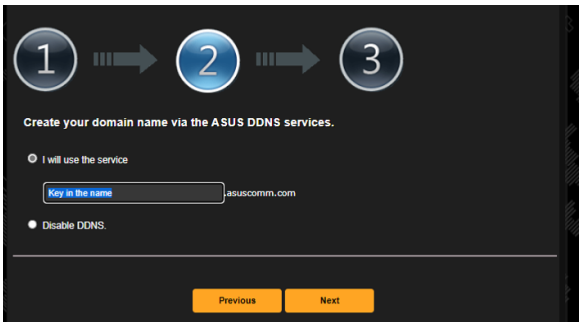 1 2 3
Create your domain name via the ASUS DDNS services.
I will use the service
Key in the name .asuscomm.com
Disable DDNS.
Previous Next